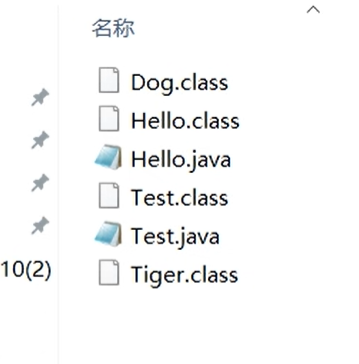 名称
Dog.class
Hello.class
Hello.java
Test.class
Test.java
10(2)
Tiger.class